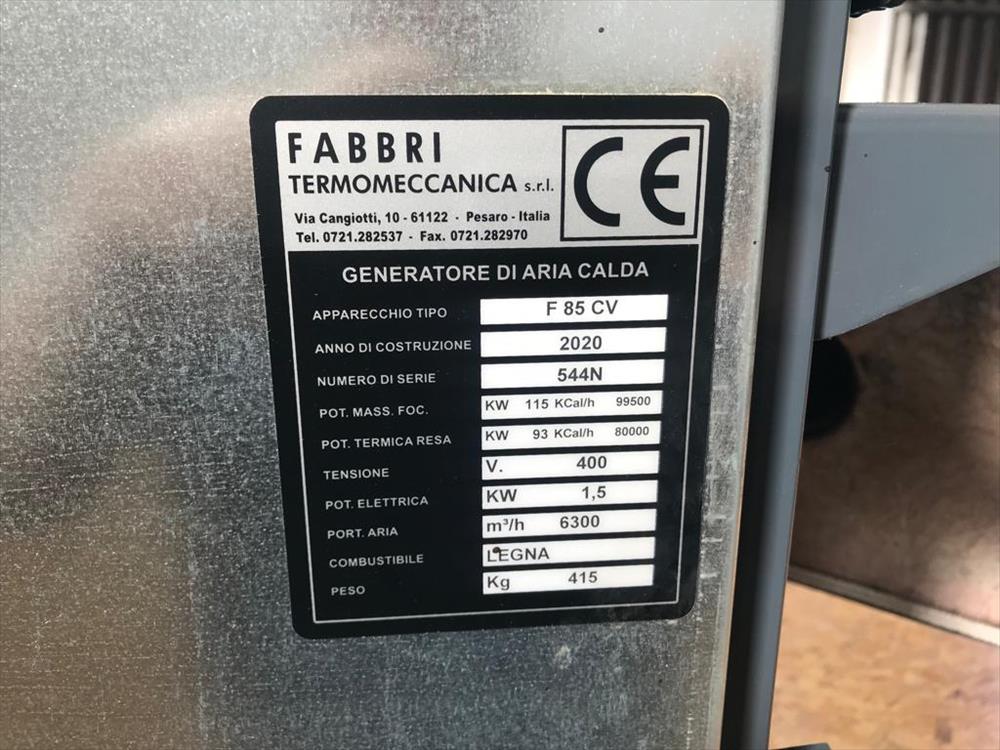 FABBRI
TERMOMECCANICA s.r.l.
CE
Via Cangiotti, 10 - 61122 - Pesaro - Italia
Tel. 0721.282537 - Fax. 0721.282970
GENERATORE DI ARIA CALDA
APPARECCHIO TIPO F 85 CV
ANNO DI COSTRUZIONE 2020
NUMERO DI SERIE 544N
POT. MASS. FOC. KW 115 KCal/h 99500
POT. TERMICA RESA KW 93 KCal/h 80000
TENSIONE V. 400
POT. ELETTRICA KW 1,5
PORT. ARIA m³/h 6300
COMBUSTIBILE LEGNA
PESO Kg 415